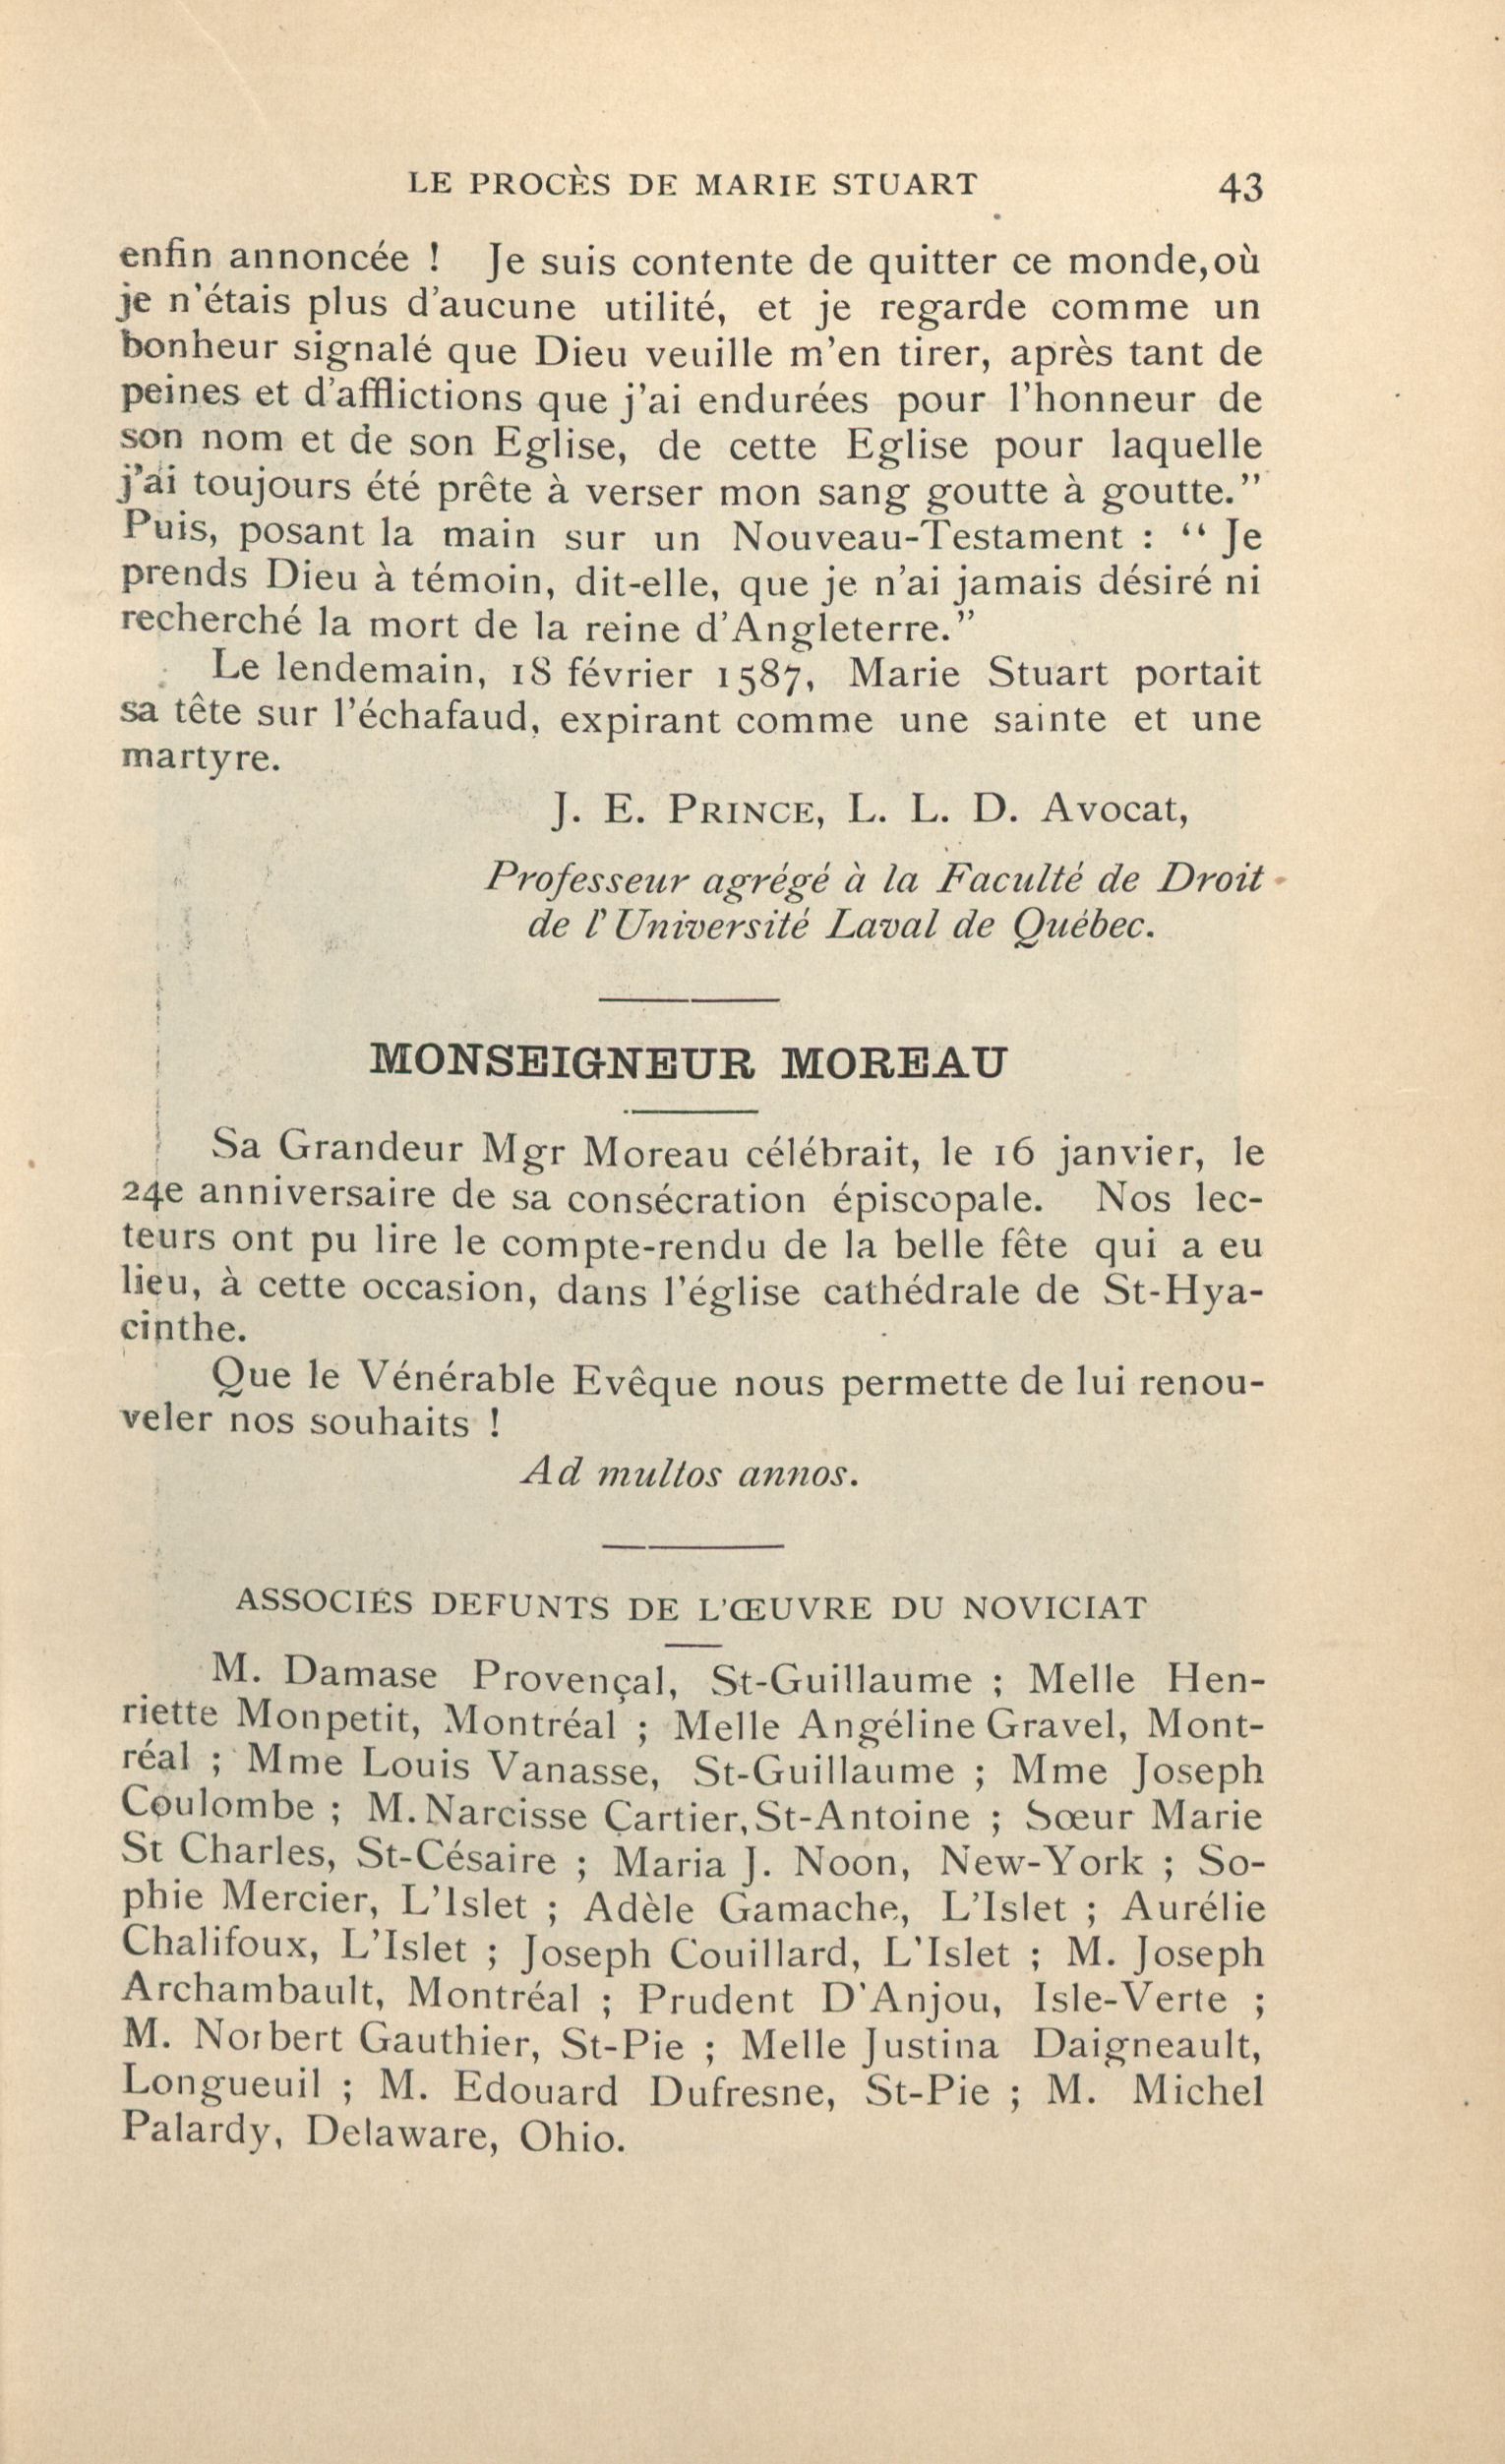 LE PROCÈS DE MARIE STUART 43
enfin annoncée ! Je suis contente de quitter ce monde, où
je n'étais plus d'aucune utilité, et je regarde comme un
bonheur signalé que Dieu veuille m'en tirer, après tant de
peines et d'afflictions que j'ai endurées pour l'honneur de
son nom et de son Eglise, de cette Eglise pour laquelle
j'ai toujours été prête à verser mon sang goutte à goutte."
Puis, posant la main sur un Nouveau-Testament : " Je
prends Dieu à témoin, dit-elle, que je n'ai jamais désiré ni
recherché la mort de la reine d'Angleterre."
Le lendemain, 18 février 1587, Marie Stuart portait
sa tête sur l'échafaud, expirant comme une sainte et une
martyre.
J. E. PRINCE, L. L. D. Avocat,
Professeur agrégé à la Faculté de Droit
de l'Université Laval de Québec.
MONSEIGNEUR MOREAU
Sa Grandeur Mgr Moreau célébrait, le 16 janvier, le
24e anniversaire de sa consécration épiscopale. Nos lec-
teurs ont pu lire le compte-rendu de la belle fête qui a eu
lieu, à cette occasion, dans l'église cathédrale de St-Hya-
cinthe.
Que le Vénérable Evêque nous permette de lui renou-
veler nos souhaits !
Ad multos annos.
ASSOCIÉS DEFUNTS DE L'ŒUVRE DU NOVICIAT
M. Damase Provençal, St-Guillaume ; Melle Hen-
riette Monpetit, Montréal ; Melle Angéline Gravel, Mont-
réal ; Mme Louis Vanasse, St-Guillaume ; Mme Joseph
Coulombe ; M. Narcisse Cartier, St-Antoine ; Sœur Marie
St Charles, St-Césaire ; Maria J. Noon, New-York ; So-
phie Mercier, L'Islet ; Adèle Gamache, L'Islet ; Aurélie
Chalifoux, L'Islet ; Joseph Couillard, L'Islet ; M. Joseph
Archambault, Montréal ; Prudent D'Anjou, Isle-Verte ;
M. Norbert Gauthier, St-Pie ; Melle Justina Daigneault,
Longueuil ; M. Edouard Dufresne, St-Pie ; M. Michel
Palardy, Delaware, Ohio.